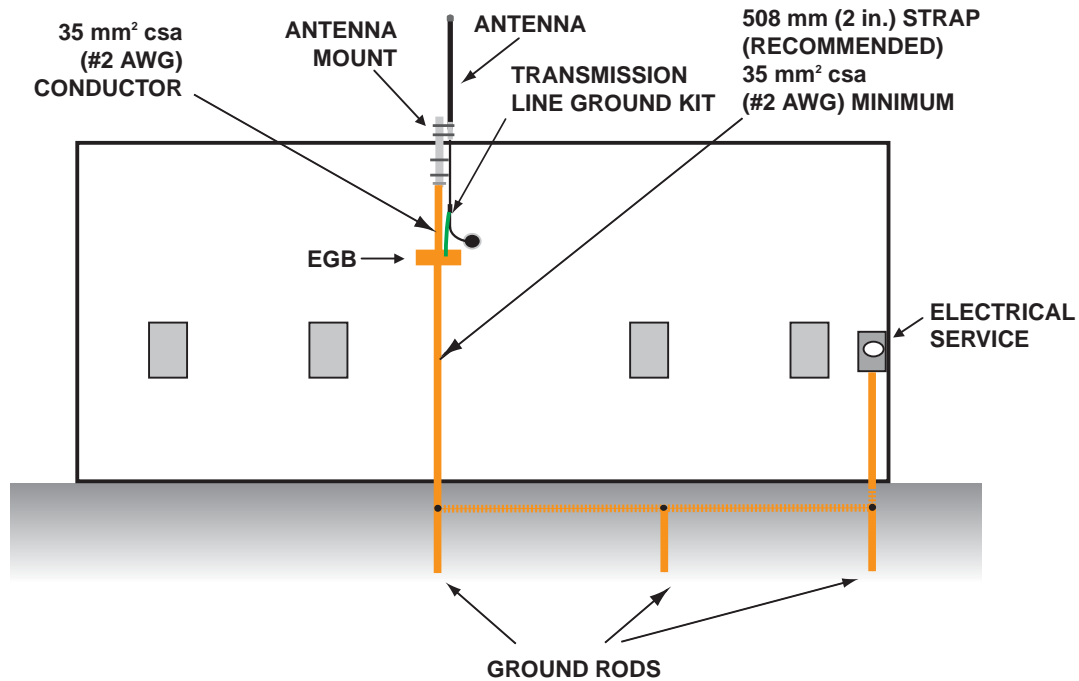 35 mm² csa
(#2 AWG)
CONDUCTOR
ANTENNA
MOUNT
ANTENNA
TRANSMISSION
LINE GROUND KIT
508 mm (2 in.) STRAP
(RECOMMENDED)
35 mm² csa
(#2 AWG) MINIMUM
EGB
ELECTRICAL
SERVICE
GROUND RODS